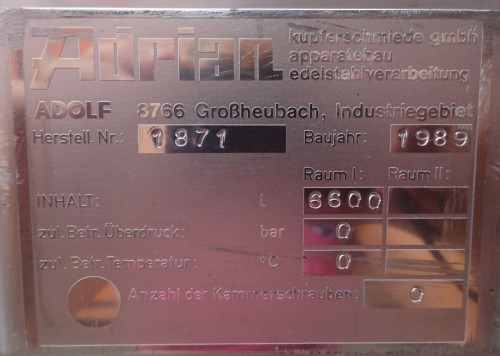 Adrian kupferschmiede gmbh
apparatebau
edelstahlverarbeitung
ADOLF 8766 Großheubach, Industriegebiet
Herstell. Nr.: 1871 Baujahr: 1989
Raum I: Raum II:
INHALT: l 6600
zul. Betr. Überdruck: bar 0
zul. Betr. Temperatur: °C 0
Anzahl der Kammerschrauben: 0